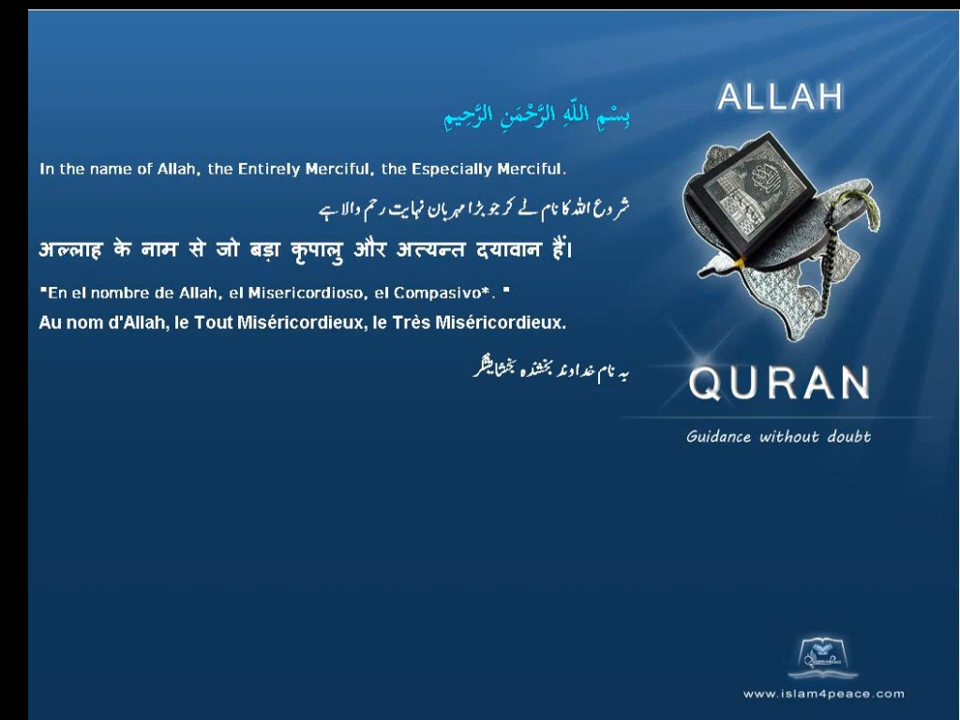 بِسْمِ اللّهِ الرَّحْمَنِ الرَّحِيمِ
In the name of Allah, the Entirely Merciful, the Especially Merciful.
شروع اللہ کا نام لے کر جو بڑا مہربان نہایت رحم والا ہے
अल्लाह के नाम से जो बड़ा कृपालु और अत्यन्त दयावान हैं।
"En el nombre de Allah, el Misericordioso, el Compasivo*. "
Au nom d'Allah, le Tout Miséricordieux, le Très Miséricordieux.
به نام خداوند بخشنده بخشایشگر
ALLAH
QURAN
Guidance without doubt
www.islam4peace.com